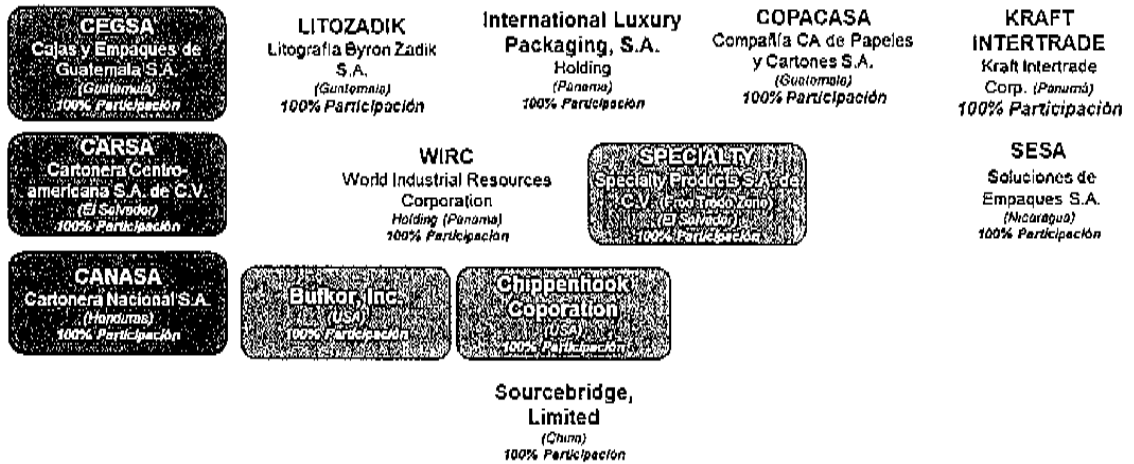 CEGSA
Cajas y Empaques de
Guatemala S.A.
(Guatemala)
100% Participación
LITOZADIK
Litografía Byron Zadik
S.A.
(Guatemala)
100% Participación
International Luxury
Packaging, S.A.
Holding
(Panama)
100% Participación
COPACASA
Compañía CA de Papeles
y Cartones S.A.
(Guatemala)
100% Participación
KRAFT
INTERTRADE
Kraft Intertrade
Corp. (Panamá)
100% Participación
CARSA
Cartonera Centro-
americana S.A. de C.V.
(El Salvador)
100% Participación
WIRC
World Industrial Resources
Corporation
Holding (Panama)
100% Participación
SPECIALTY
Specialty Products S.A. de
C.V. (Free Trade Zone)
(El Salvador)
100% Participación
SESA
Soluciones de
Empaques S.A.
(Nicaragua)
100% Participación
CANASA
Cartonera Nacional S.A.
(Honduras)
100% Participación
Bufkor, Inc.
(USA)
100% Participación
Chippenhook
Coporation
(USA)
100% Participación
Sourcebridge,
Limited
(China)
100% Participación